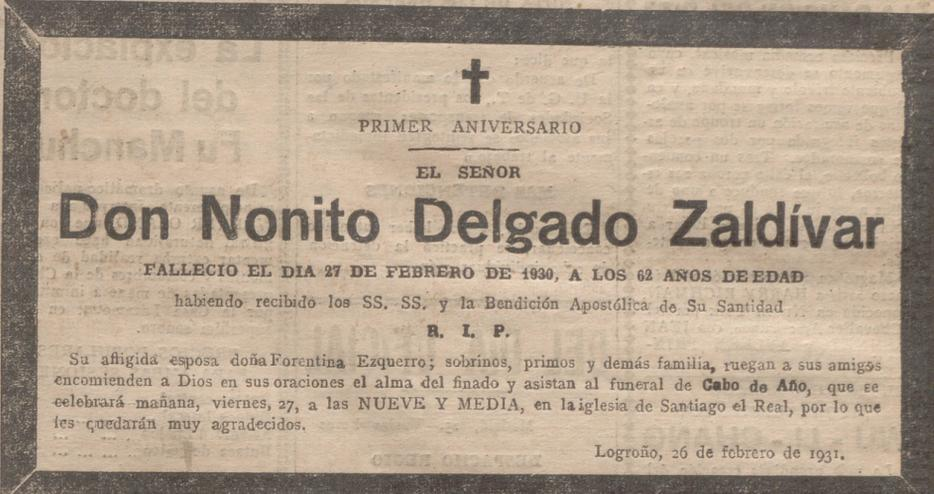 PRIMER ANIVERSARIO
EL SEÑOR
Don Nonito Delgado Zaldívar
FALLECIO EL DIA 27 DE FEBRERO DE 1930, A LOS 62 AÑOS DE EDAD
habiendo recibido los SS. SS. y la Bendición Apostólica de Su Santidad
R. I. P.
Su afligida esposa doña Forentina Ezquerro; sobrinos, primos y demás familia, ruegan a sus amigos
encomienden a Dios en sus oraciones el alma del finado y asistan al funeral de Cabo de Año, que se
celebrará mañana, viernes, 27, a las NUEVE Y MEDIA, en la iglesia de Santiago el Real, por lo que
les quedarán muy agradecidos.
Logroño, 26 de febrero de 1931.